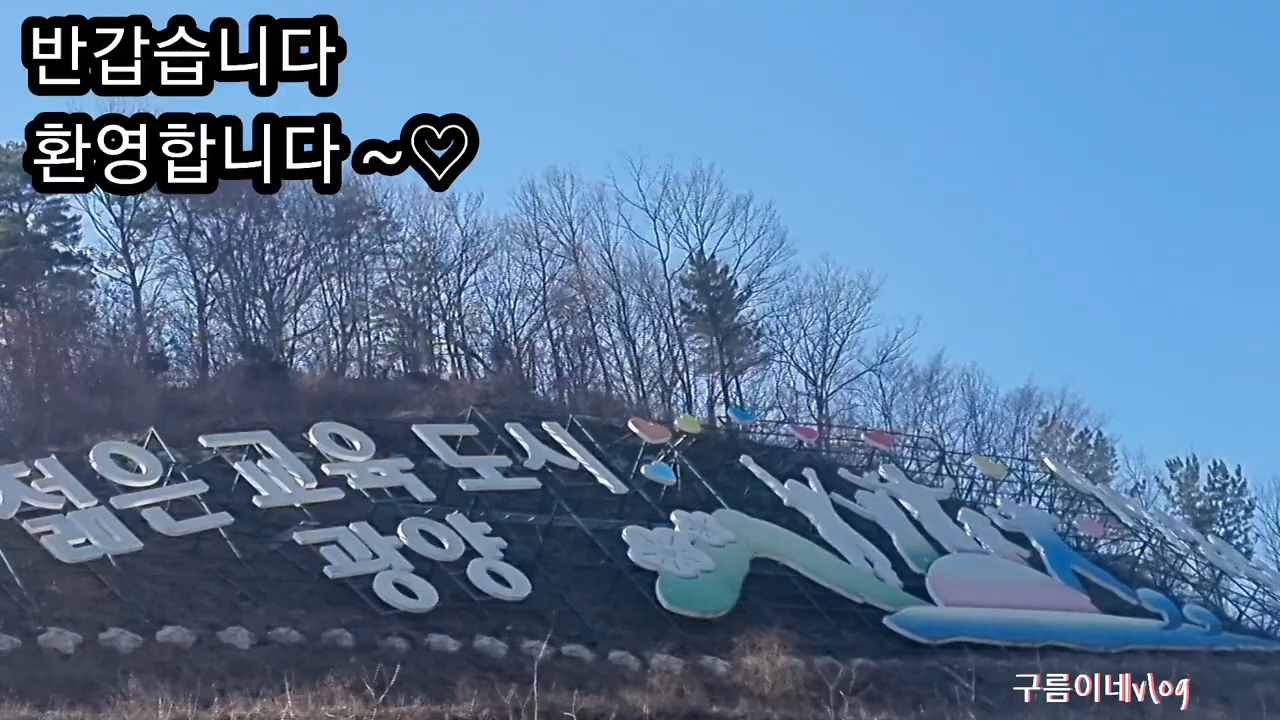 반갑습니다
환영합니다 ~♡
젊은 교육 도시
광양
구름이네vlog